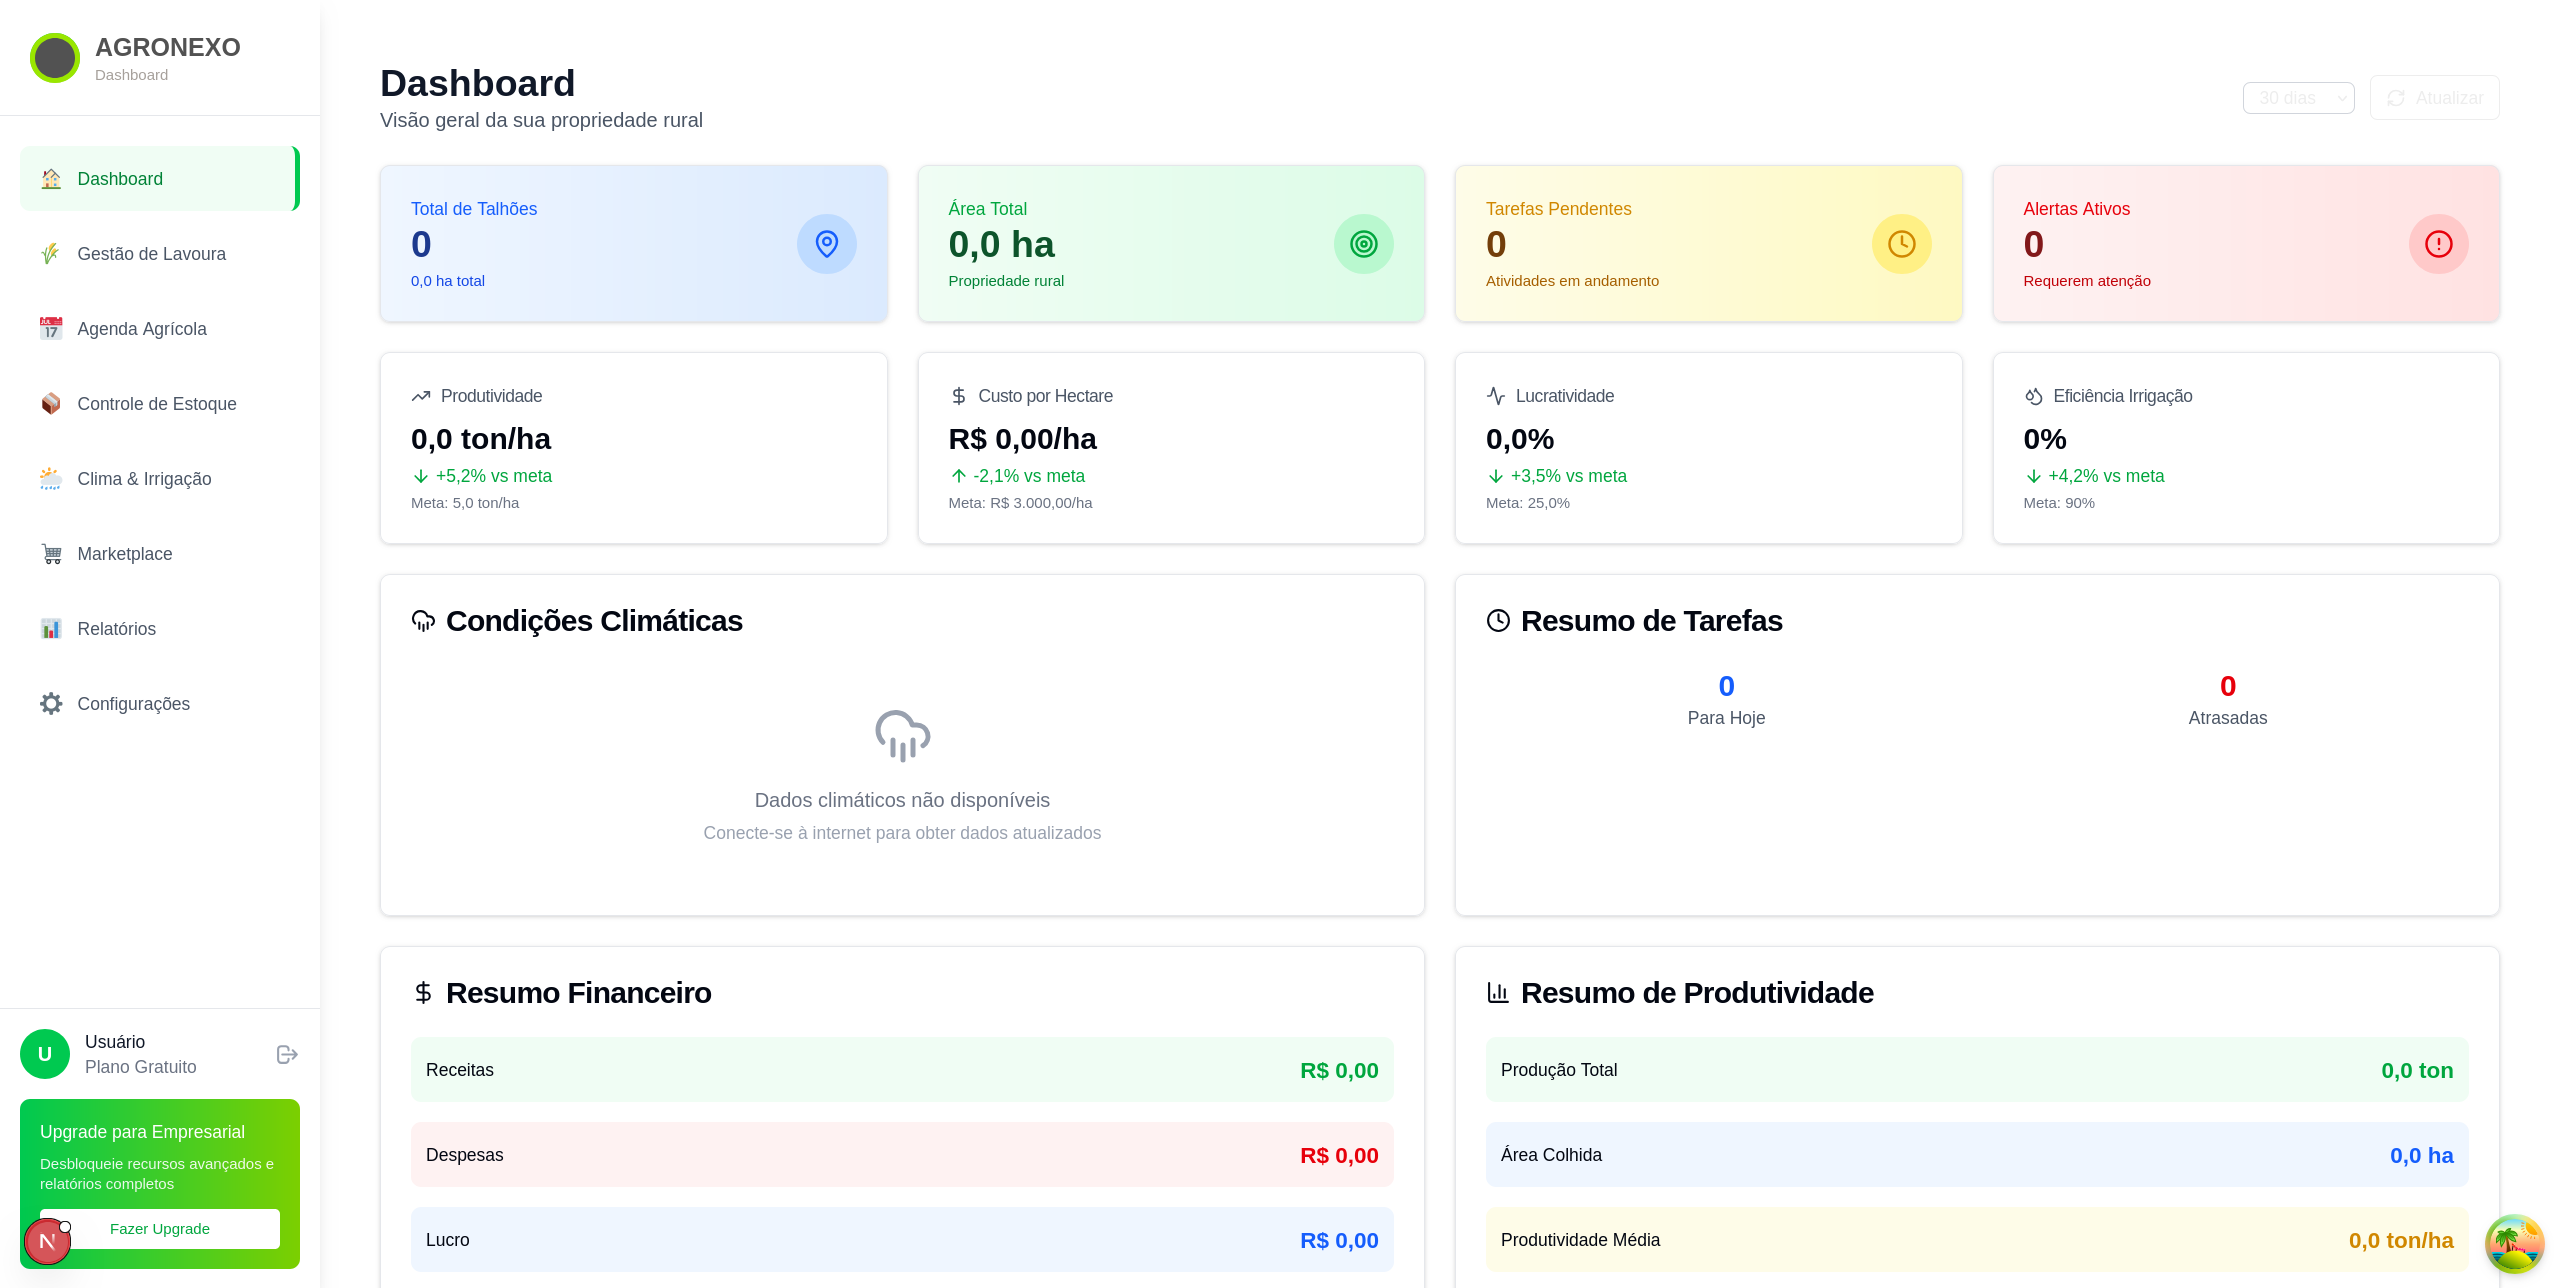 AGRONEXO
Dashboard
Dashboard
Gestão de Lavoura
Agenda Agrícola
Controle de Estoque
Clima & Irrigação
Marketplace
Relatórios
Configurações
U
Usuário
Plano Gratuito
Upgrade para Empresarial
Desbloqueie recursos avançados e
relatórios completos
Fazer Upgrade
N
Dashboard
Visão geral da sua propriedade rural
30 dias
Atualizar
Total de Talhões
0
0,0 ha total
Área Total
0,0 ha
Propriedade rural
Tarefas Pendentes
0
Atividades em andamento
Alertas Ativos
0
Requerem atenção
Produtividade
0,0 ton/ha
+5,2% vs meta
Meta: 5,0 ton/ha
Custo por Hectare
R$ 0,00/ha
-2,1% vs meta
Meta: R$ 3.000,00/ha
Lucratividade
0,0%
+3,5% vs meta
Meta: 25,0%
Eficiência Irrigação
0%
+4,2% vs meta
Meta: 90%
Condições Climáticas
Dados climáticos não disponíveis
Conecte-se à internet para obter dados atualizados
Resumo de Tarefas
0
Para Hoje
0
Atrasadas
Resumo Financeiro
Receitas R$ 0,00
Despesas R$ 0,00
Lucro R$ 0,00
Resumo de Produtividade
Produção Total 0,0 ton
Área Colhida 0,0 ha
Produtividade Média 0,0 ton/ha